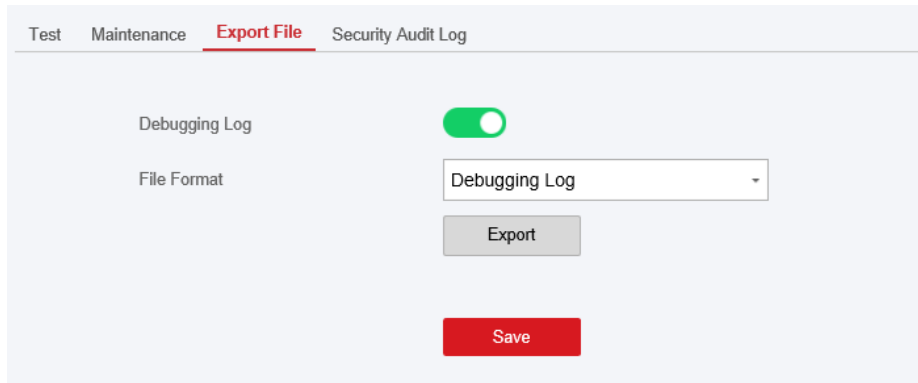 Test Maintenance Export File Security Audit Log
Debugging Log
File Format Debugging Log
Export
Save